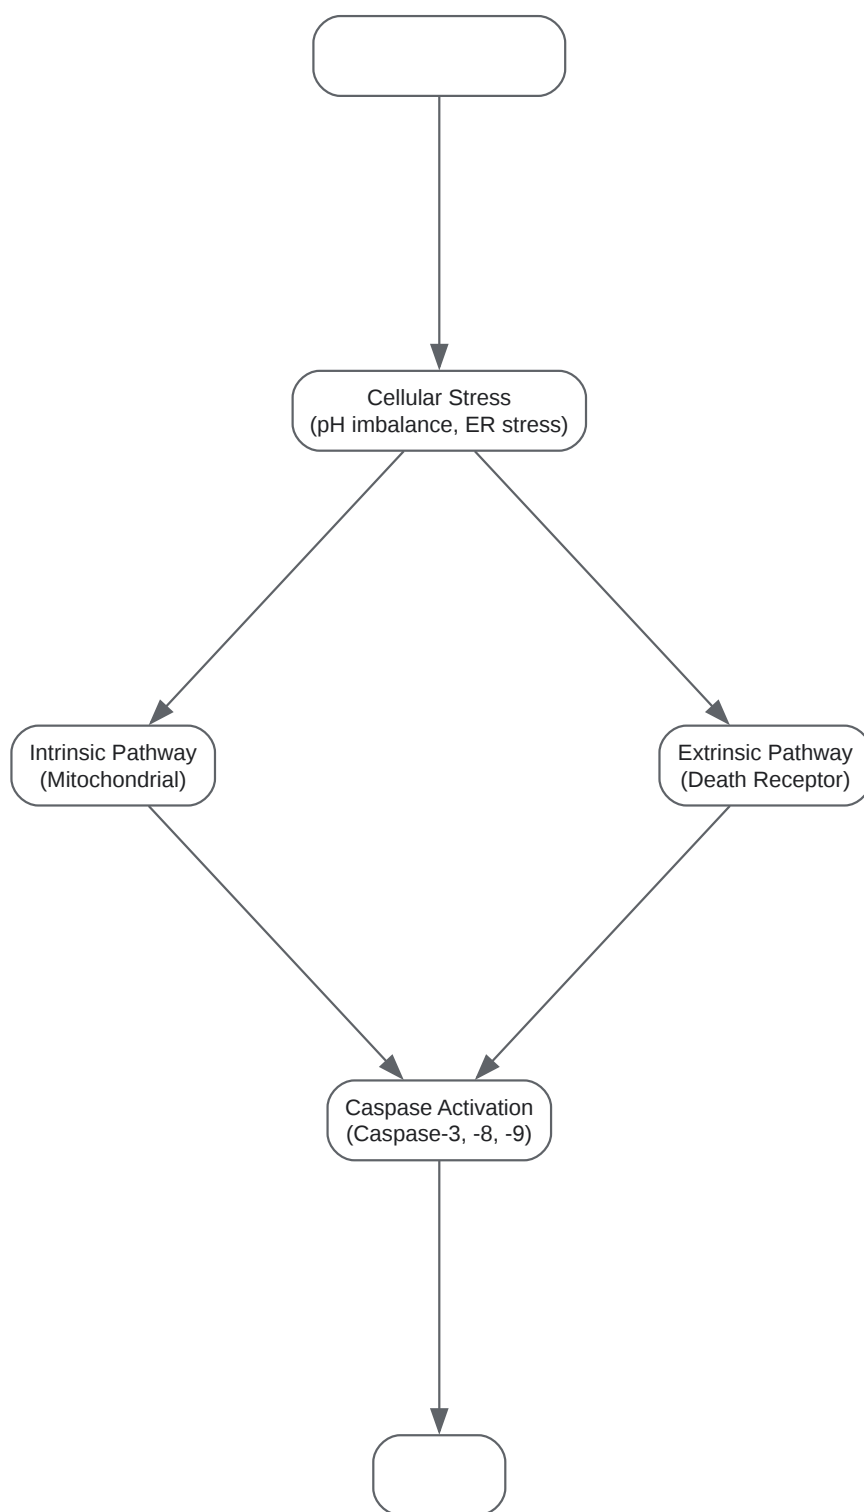 Cellular Stress
(pH imbalance, ER stress)
Intrinsic Pathway
(Mitochondrial)
Extrinsic Pathway
(Death Receptor)
Caspase Activation
(Caspase-3, -8, -9)